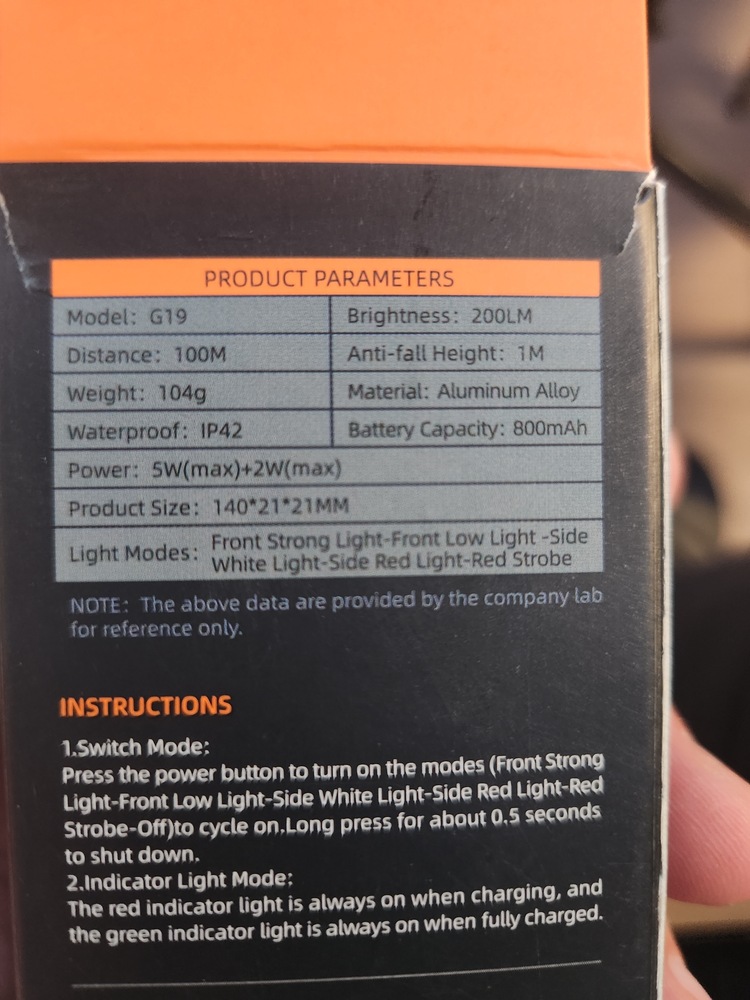 PRODUCT PARAMETERS
Model: G19
Brightness: 200LM
Distance: 100M
Anti-fall Height: 1M
Weight: 104g
Material: Aluminum Alloy
Waterproof: IP42
Battery Capacity: 800mAh
Power: 5W(max)+2W(max)
Product Size: 140*21*21MM
Light Modes: Front Strong Light-Front Low Light -Side
White Light-Side Red Light-Red Strobe
NOTE: The above data are provided by the company lab
for reference only.
INSTRUCTIONS
1.Switch Mode:
Press the power button to turn on the modes (Front Strong
Light-Front Low Light-Side White Light-Side Red Light-Red
Strobe-Off)to cycle on.Long press for about 0.5 seconds
to shut down.
2.Indicator Light Mode:
The red indicator light is always on when charging, and
the green indicator light is always on when fully charged.